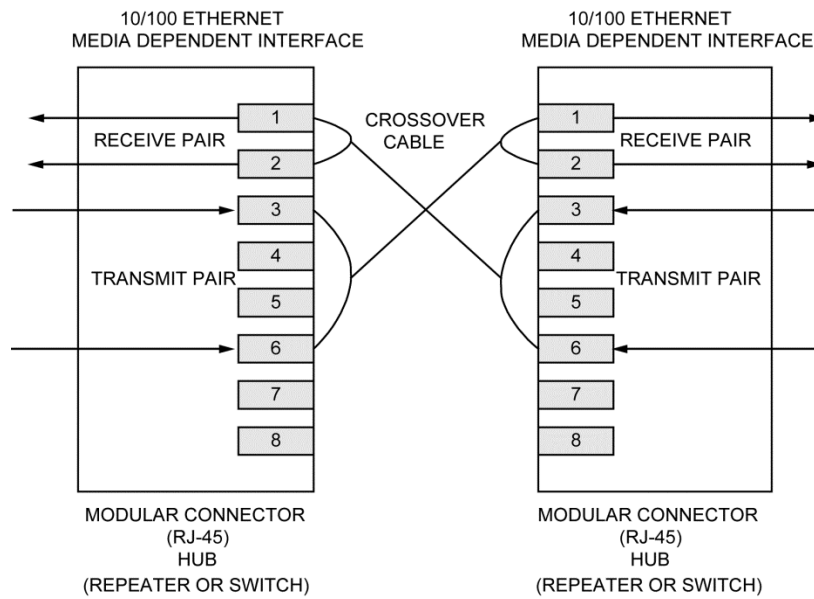 10/100 ETHERNET
MEDIA DEPENDENT INTERFACE
10/100 ETHERNET
MEDIA DEPENDENT INTERFACE
1
RECEIVE PAIR
2
3
4
TRANSMIT PAIR
5
6
7
8
CROSSOVER
CABLE
1
RECEIVE PAIR
2
3
4
TRANSMIT PAIR
5
6
7
8
MODULAR CONNECTOR
(RJ-45)
HUB
(REPEATER OR SWITCH)
MODULAR CONNECTOR
(RJ-45)
HUB
(REPEATER OR SWITCH)